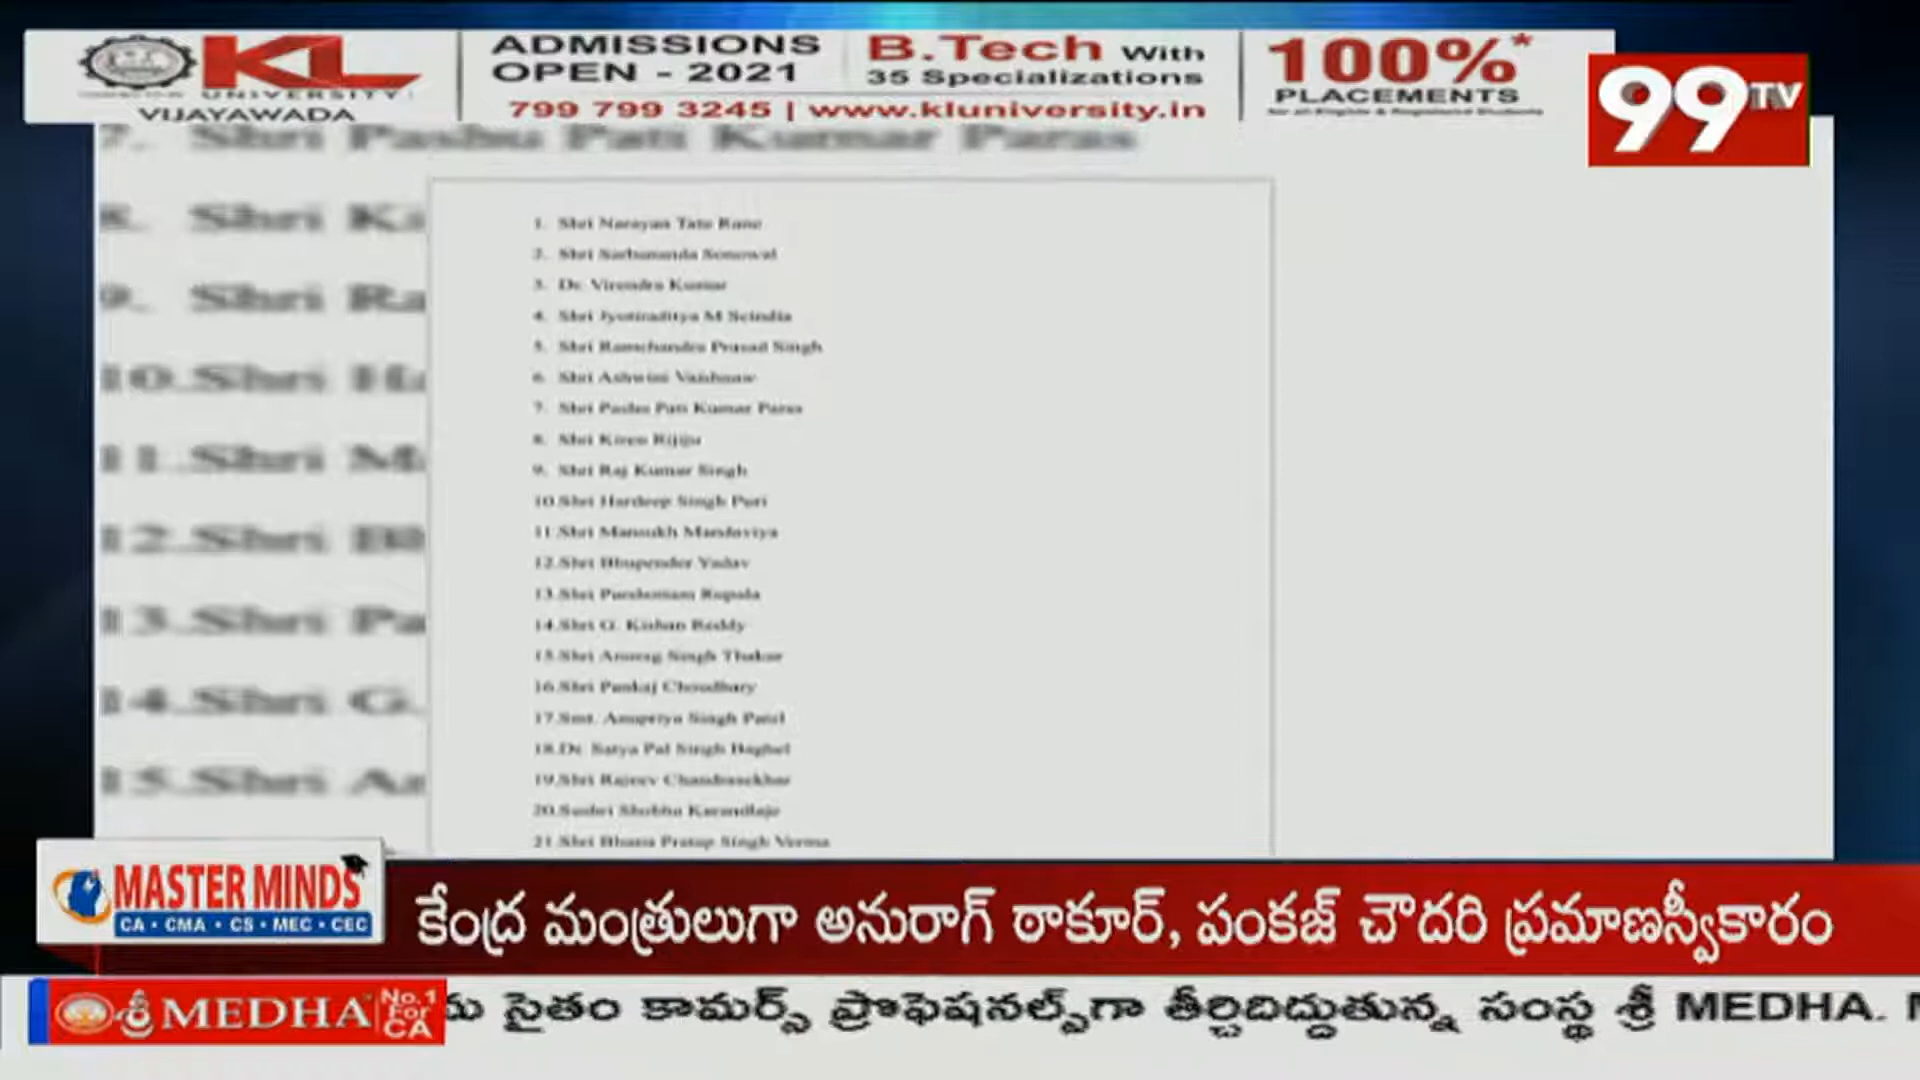 KL
UNIVERSITY
VIJAYAWADA
ADMISSIONS
OPEN - 2021
B.Tech With
35 Specializations
799 799 3245 | www.kluniversity.in
100%*
PLACEMENTS
99 TV
7. Shri Pashu Pati Kumar Paras
8. Shri Ki
9. Shri Ra
10.Shri Ha
11.Shri Ma
12.Shri Bh
13.Shri Pa
14.Shri G.
15.Shri An
1. Shri Narayan Tatu Rane
2. Shri Sarbananda Sonowal
3. Dr. Virendra Kumar
4. Shri Jyotiraditya M Scindia
5. Shri Ramchandra Prasad Singh
6. Shri Ashwini Vaishnaw
7. Shri Pashu Pati Kumar Paras
8. Shri Kiren Rijiju
9. Shri Raj Kumar Singh
10.Shri Hardeep Singh Puri
11.Shri Mansukh Mandaviya
12.Shri Bhupender Yadav
13.Shri Parshottam Rupala
14.Shri G. Kishan Reddy
15.Shri Anurag Singh Thakur
16.Shri Pankaj Choudhary
17.Smt. Anupriya Singh Patel
18.Dr. Satya Pal Singh Baghel
19.Shri Rajeev Chandrasekhar
20.Sushri Shobha Karandlaje
21.Shri Bhanu Pratap Singh Verma
MASTER MINDS
CA • CMA • CS • MEC • CEC
కేంద్ర మంత్రులుగా అనురాగ్ ఠాకూర్, పంకజ్ చౌదరి ప్రమాణస్వీకారం
శ్రీ MEDHA No.1 For CA
ను సైతం కామర్స్ ప్రొఫెషనల్స్‌గా తీర్చిదిద్దుతున్న సంస్థ శ్రీ MEDHA.